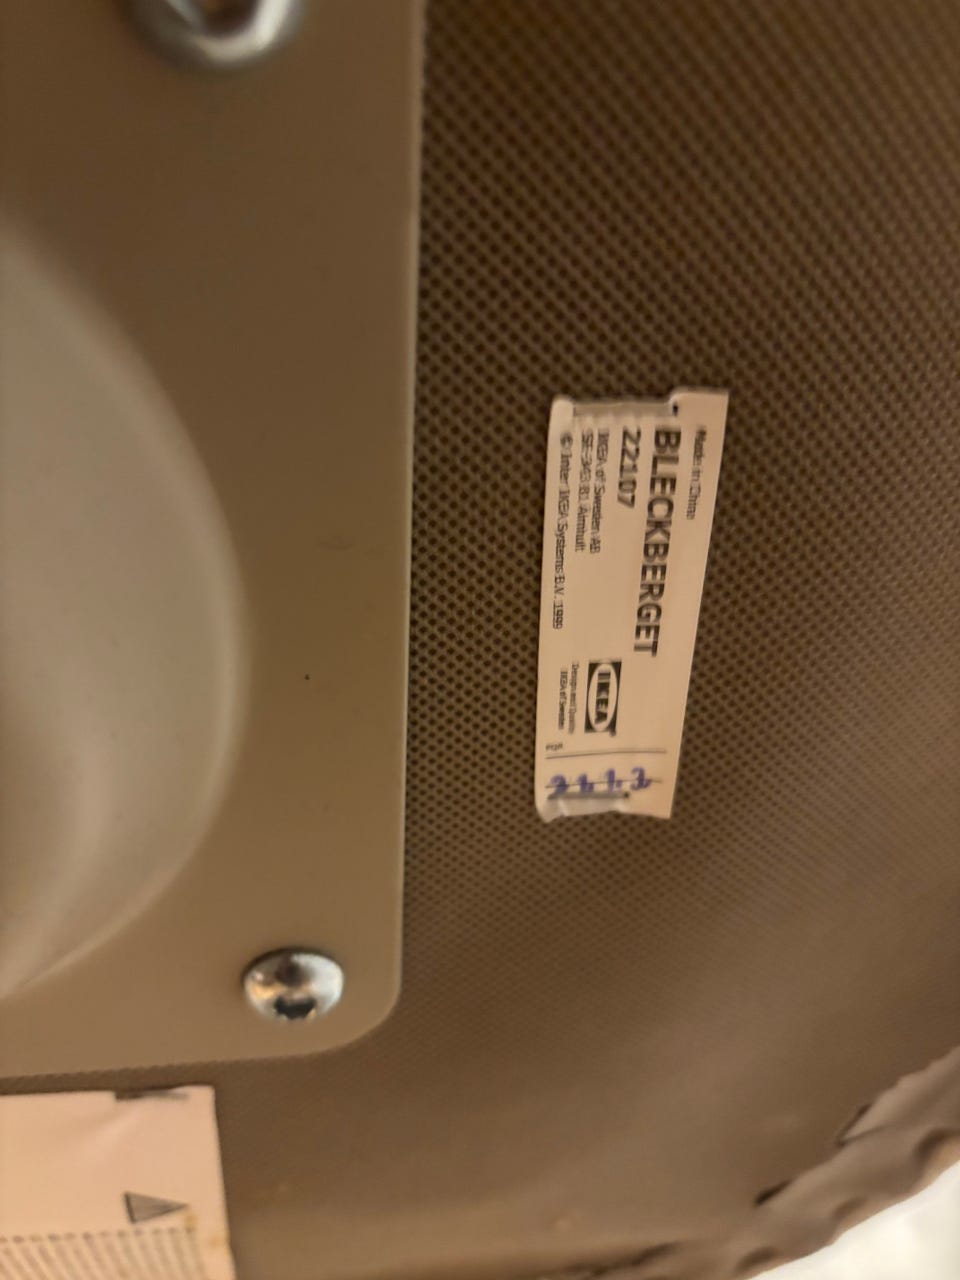 Made in China
BLECKBERGET
22107
IKEA of Sweden AB
SE-343 81 Älmhult
© Inter IKEA Systems B.V. 1999
IKEA
Design and Quality
IKEA of Sweden